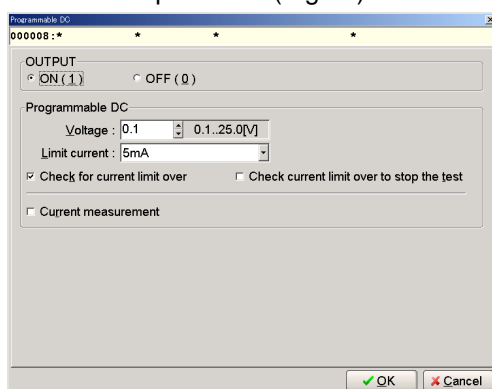 Programmable DC
000008:* * * *
OUTPUT
ON ( 1 ) OFF ( 0 )
Programmable DC
Voltage : 0.1 0.1..25.0[V]
Limit current : 5mA
Check for current limit over Check current limit over to stop the test
Current measurement
OK Cancel